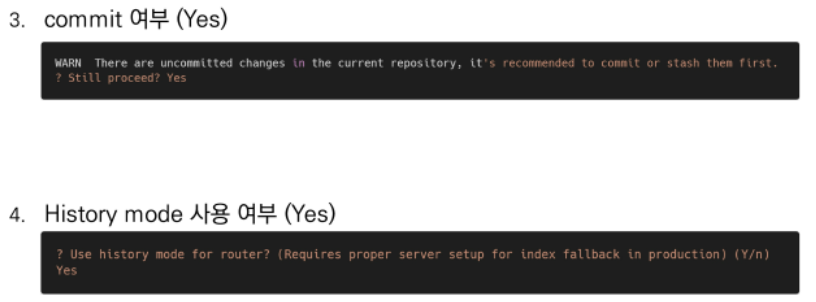 3. commit 여부 (Yes)
WARN  There are uncommitted changes in the current repository, it's recommended to commit or stash them first.
? Still proceed? Yes
4. History mode 사용 여부 (Yes)
? Use history mode for router? (Requires proper server setup for index fallback in production) (Y/n)
Yes